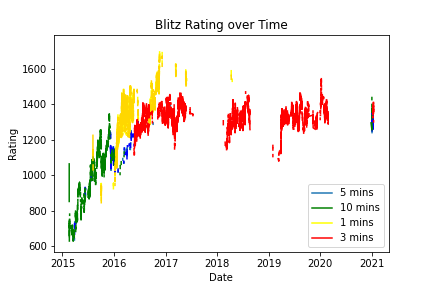 Blitz Rating over Time
Rating
1600
1400
1200
1000
800
600
2015 2016 2017 2018 2019 2020 2021
Date
5 mins
10 mins
1 mins
3 mins